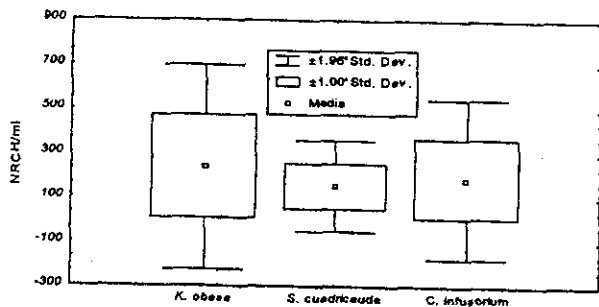 900
700
500
300
100
-100
-300
NRCH/ml
±1.96*Std. Dev.
±1.00*Std. Dev.
Media
K. obesa
S. cuadricauda
C. infusorium